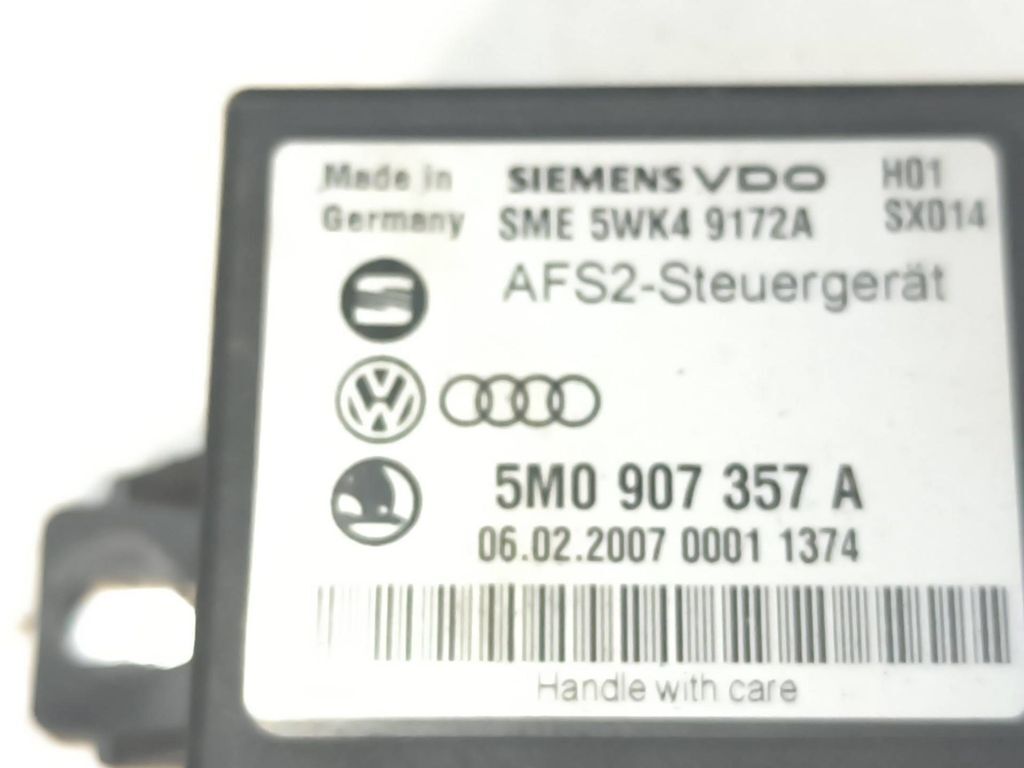 Made in SIEMENS VDO H01
Germany SME 5WK4 9172A SX014
AFS2-Steuergerät
5M0 907 357 A
06.02.2007 0001 1374
Handle with care